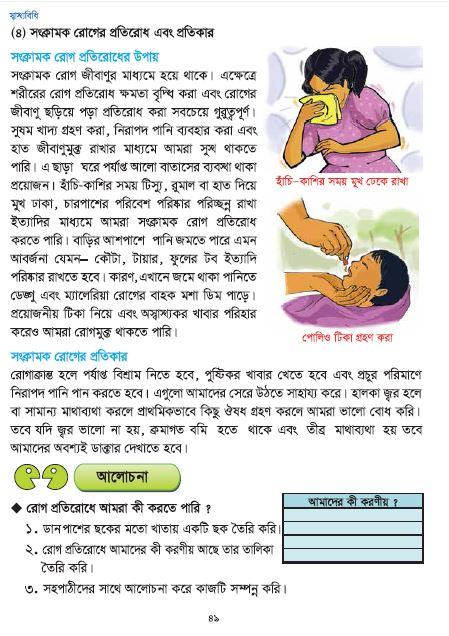 স্বাস্থ্যবিধি
(৪) সংক্রামক রোগের প্রতিরোধ এবং প্রতিকার
সংক্রামক রোগ প্রতিরোধের উপায়
সংক্রামক রোগ জীবাণুর মাধ্যমে হয়ে থাকে। এক্ষেত্রে
শরীরের রোগ প্রতিরোধ ক্ষমতা বৃদ্ধি করা এবং রোগের
জীবাণু ছড়িয়ে পড়া প্রতিরোধ করা সবচেয়ে গুরুত্বপূর্ণ।
সুষম খাদ্য গ্রহণ করা, নিরাপদ পানি ব্যবহার করা এবং
হাত জীবাণুমুক্ত রাখার মাধ্যমে আমরা সুস্থ থাকতে
পারি। এ ছাড়া ঘরে পর্যাপ্ত আলো বাতাসের ব্যবস্থা থাকা
প্রয়োজন। হাঁচি-কাশির সময় টিস্যু, রুমাল বা হাত দিয়ে
মুখ ঢাকা, চারপাশের পরিবেশ পরিষ্কার পরিচ্ছন্ন রাখা
ইত্যাদির মাধ্যমে আমরা সংক্রামক রোগ প্রতিরোধ
করতে পারি। বাড়ির আশপাশে পানি জমতে পারে এমন
আবর্জনা যেমন– কৌটা, টায়ার, ফুলের টব ইত্যাদি
পরিষ্কার রাখতে হবে। কারণ, এখানে জমে থাকা পানিতে
ডেঙ্গু এবং ম্যালেরিয়া রোগের বাহক মশা ডিম পাড়ে।
প্রয়োজনীয় টিকা নিয়ে এবং অস্বাস্থ্যকর খাবার পরিহার
করেও আমরা রোগমুক্ত থাকতে পারি।
হাঁচি-কাশির সময় মুখ ঢেকে রাখা
পোলিও টিকা গ্রহণ করা
সংক্রামক রোগের প্রতিকার
রোগাক্রান্ত হলে পর্যাপ্ত বিশ্রাম নিতে হবে, পুষ্টিকর খাবার খেতে হবে এবং প্রচুর পরিমাণে
নিরাপদ পানি পান করতে হবে। এগুলো আমাদের সেরে উঠতে সাহায্য করে। হালকা জ্বর হলে
বা সামান্য মাথাব্যথা করলে প্রাথমিকভাবে কিছু ঔষধ গ্রহণ করলে আমরা ভালো বোধ করি।
তবে যদি জ্বর ভালো না হয়, ক্রমাগত বমি হতে থাকে এবং তীব্র মাথাব্যথা হয় তবে
আমাদের অবশ্যই ডাক্তার দেখাতে হবে।
আলোচনা
◆ রোগ প্রতিরোধে আমরা কী করতে পারি ?
১. ডানপাশের ছকের মতো খাতায় একটি ছক তৈরি করি।
২. রোগ প্রতিরোধে আমাদের কী করণীয় আছে তার তালিকা
তৈরি করি।
৩. সহপাঠীদের সাথে আলোচনা করে কাজটি সম্পন্ন করি।
আমাদের কী করণীয় ?
৪৯